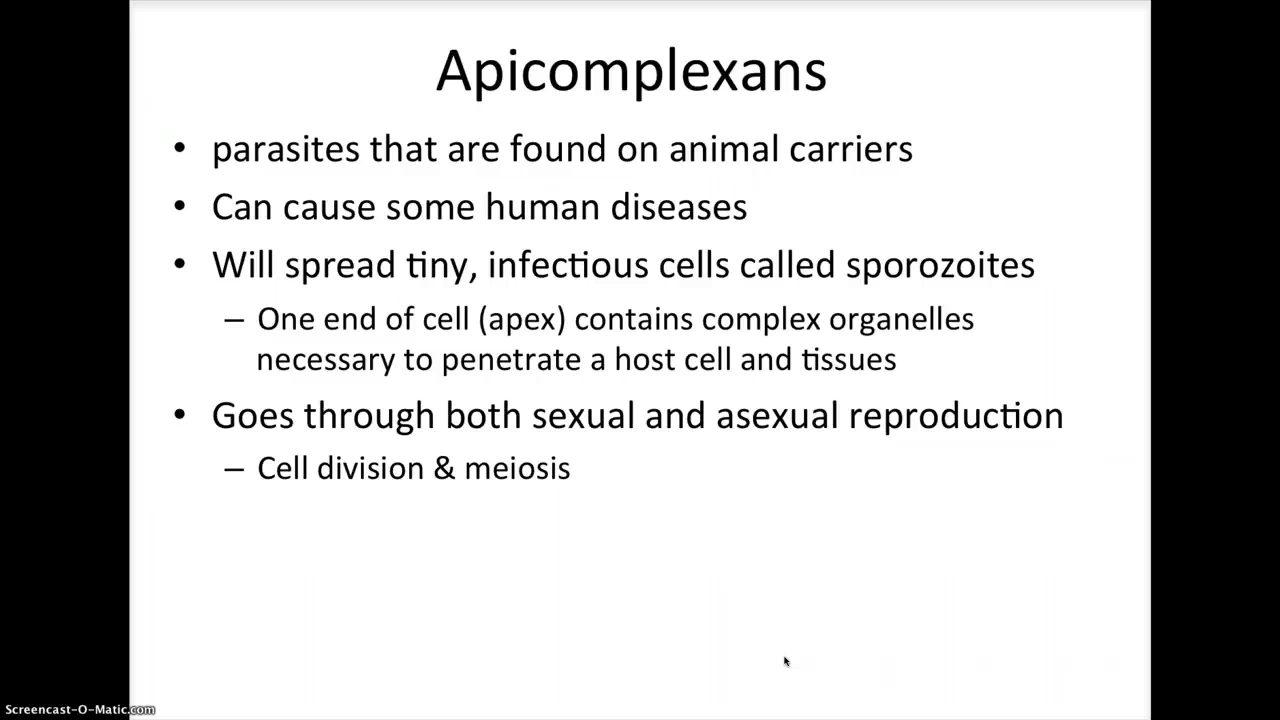 Apicomplexans
• parasites that are found on animal carriers
• Can cause some human diseases
• Will spread tiny, infectious cells called sporozoites
– One end of cell (apex) contains complex organelles
necessary to penetrate a host cell and tissues
• Goes through both sexual and asexual reproduction
– Cell division & meiosis
Screencast-O-Matic.com